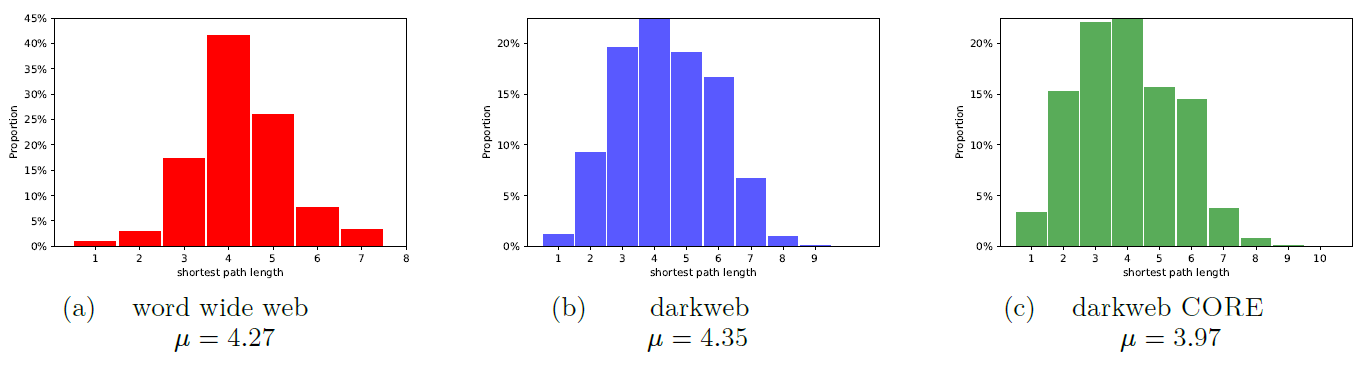 45%
40%
35%
30%
25%
20%
15%
10%
5%
0%
Proportion
1 2 3 4 5 6 7 8
shortest path length
(a) word wide web
μ = 4.27
20%
15%
10%
5%
0%
Proportion
1 2 3 4 5 6 7 8 9
shortest path length
(b) darkweb
μ = 4.35
20%
15%
10%
5%
0%
Proportion
1 2 3 4 5 6 7 8 9 10
shortest path length
(c) darkweb CORE
μ = 3.97